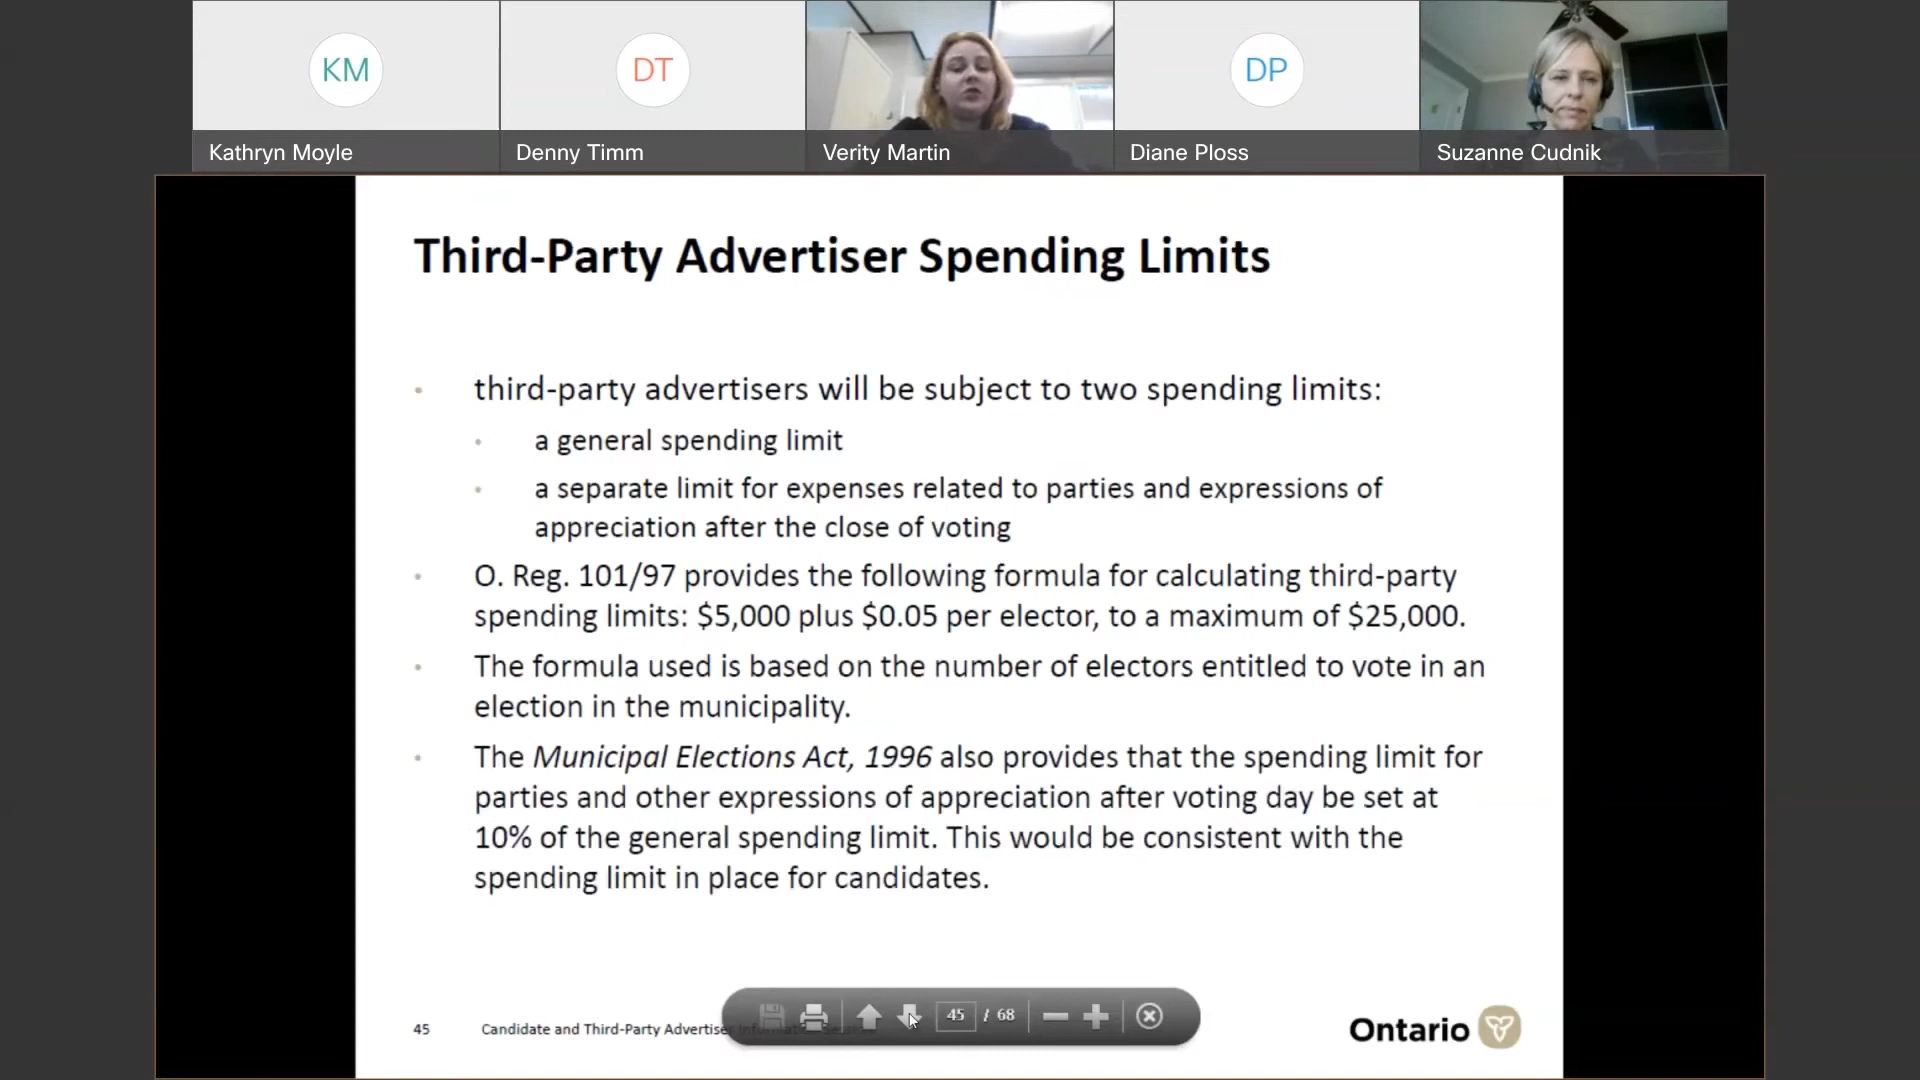 KM
DT
DP
Kathryn Moyle
Denny Timm
Verity Martin
Diane Ploss
Suzanne Cudnik
Third-Party Advertiser Spending Limits
third-party advertisers will be subject to two spending limits:
a general spending limit
a separate limit for expenses related to parties and expressions of
appreciation after the close of voting
O. Reg. 101/97 provides the following formula for calculating third-party
spending limits: $5,000 plus $0.05 per elector, to a maximum of $25,000.
The formula used is based on the number of electors entitled to vote in an
election in the municipality.
The Municipal Elections Act, 1996 also provides that the spending limit for
parties and other expressions of appreciation after voting day be set at
10% of the general spending limit. This would be consistent with the
spending limit in place for candidates.
45
Candidate and Third-Party Advertiser
45 / 68
Ontario